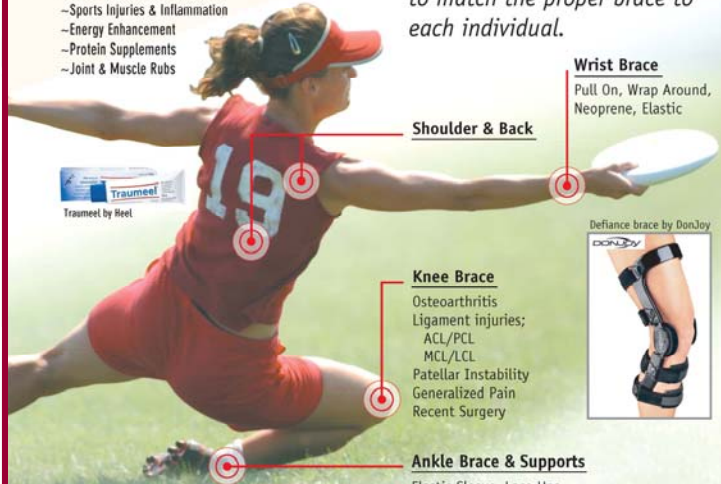 ~Sports Injuries & Inflammation
~Energy Enhancement
~Protein Supplements
~Joint & Muscle Rubs
to match the proper brace to
each individual.
Wrist Brace
Pull On, Wrap Around,
Neoprene, Elastic
Shoulder & Back
19
Traumeel
Traumeel by Heel
Defiance brace by DonJoy
DONJOY
Knee Brace
Osteoarthritis
Ligament injuries;
ACL/PCL
MCL/LCL
Patellar Instability
Generalized Pain
Recent Surgery
Ankle Brace & Supports